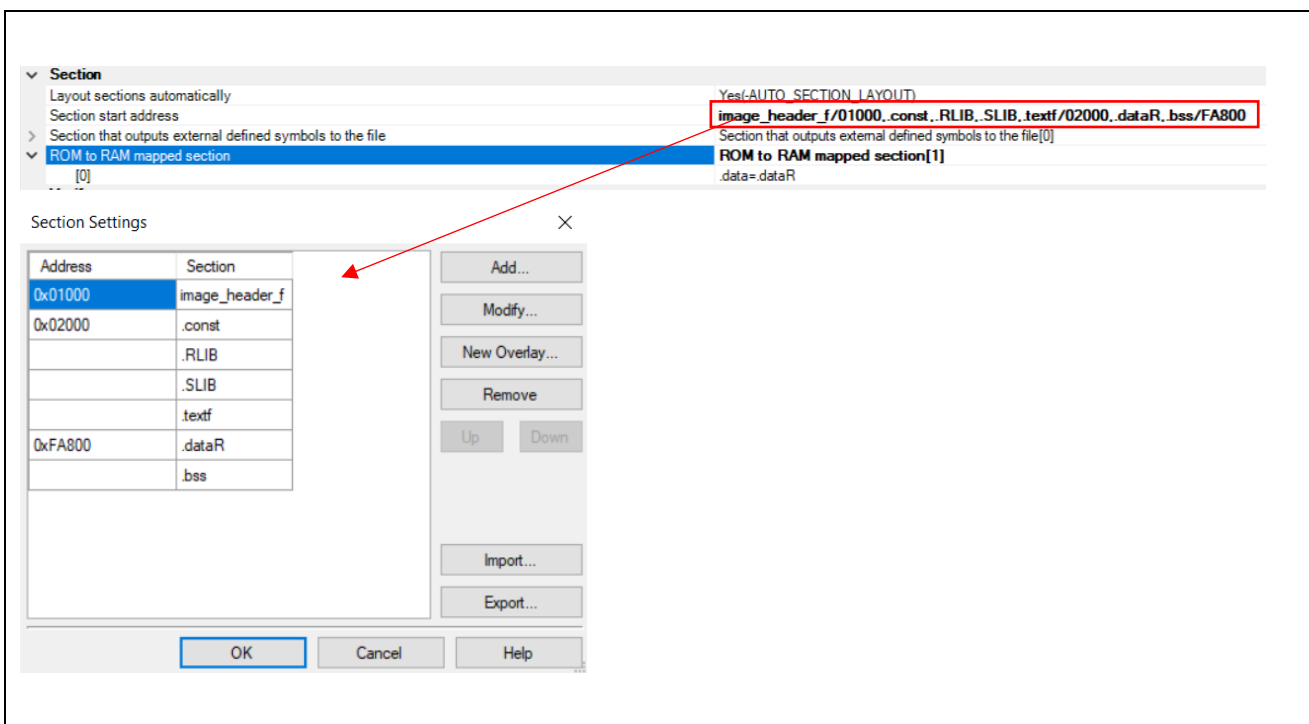 Section
Layout sections automatically Yes(-AUTO_SECTION_LAYOUT)
Section start address image_header_f/01000,.const,.RLIB,.SLIB,.textf/02000,.dataR,.bss/FA800
Section that outputs external defined symbols to the file Section that outputs external defined symbols to the file[0]
ROM to RAM mapped section ROM to RAM mapped section[1]
[0] .data=.dataR
Section Settings
Address Section
0x01000 image_header_f
0x02000 .const
.RLIB
.SLIB
.textf
0xFA800 .dataR
.bss
Add...
Modify...
New Overlay...
Remove
Up Down
Import...
Export...
OK Cancel Help